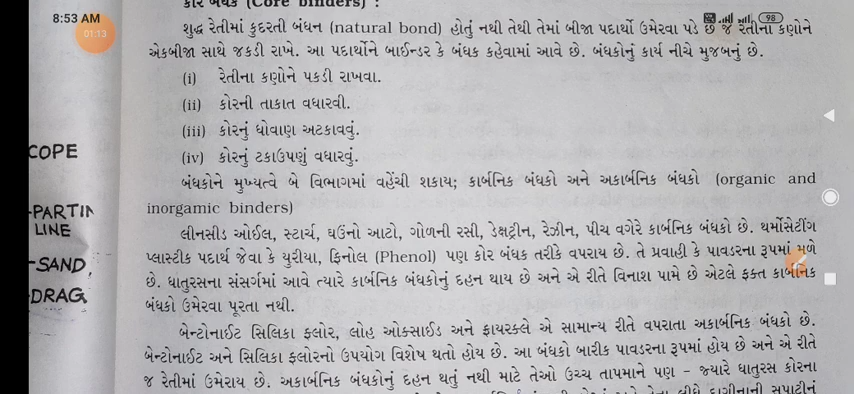 કોર બંધક (Core binders) :
8:53 AM
98
01:13
શુદ્ધ રેતીમાં કુદરતી બંધન (natural bond) હોતું નથી તેથી તેમાં બીજા પદાર્થો ઉમેરવા પડે છે જે રેતીના કણોને
એકબીજા સાથે જકડી રાખે. આ પદાર્થોને બાઈન્ડર કે બંધક કહેવામાં આવે છે. બંધકોનું કાર્ય નીચે મુજબનું છે.
(i) રેતીના કણોને પકડી રાખવા.
(ii) કોરની તાકાત વધારવી.
(iii) કોરનું ધોવાણ અટકાવવું.
(iv) કોરનું ટકાઉપણું વધારવું.
બંધકોને મુખ્યત્વે બે વિભાગમાં વહેંચી શકાય; કાર્બનિક બંધકો અને અકાર્બનિક બંધકો (organic and
inorgamic binders)
લીનસીડ ઓઈલ, સ્ટાર્ચ, ઘઉંનો આટો, ગોળની રસી, ડેક્ષટ્રીન, રેઝીન, પીચ વગેરે કાર્બનિક બંધકો છે. થર્મોસેટીંગ
પ્લાસ્ટીક પદાર્થ જેવા કે યુરીયા, ફિનોલ (Phenol) પણ કોર બંધક તરીકે વપરાય છે. તે પ્રવાહી કે પાવડરના રૂપમાં મળે
છે. ધાતુરસના સંસર્ગમાં આવે ત્યારે કાર્બનિક બંધકોનું દહન થાય છે અને એ રીતે વિનાશ પામે છે એટલે ફક્ત કાર્બનિક
બંધકો ઉમેરવા પૂરતા નથી.
બેન્ટોનાઈટ સિલિકા ફ્લોર, લોહ ઓક્સાઈડ અને ફાયરક્લે એ સામાન્ય રીતે વપરાતા અકાર્બનિક બંધકો છે.
બેન્ટોનાઈટ અને સિલિકા ફ્લોરનો ઉપયોગ વિશેષ થતો હોય છે. આ બંધકો બારીક પાવડરના રૂપમાં હોય છે અને એ રીતે
જ રેતીમાં ઉમેરાય છે. અકાર્બનિક બંધકોનું દહન થતું નથી માટે તેઓ ઉચ્ચ તાપમાને પણ – જ્યારે ધાતુરસ કોરના
COPE
PARTIN
LINE
SAND,
DRAG